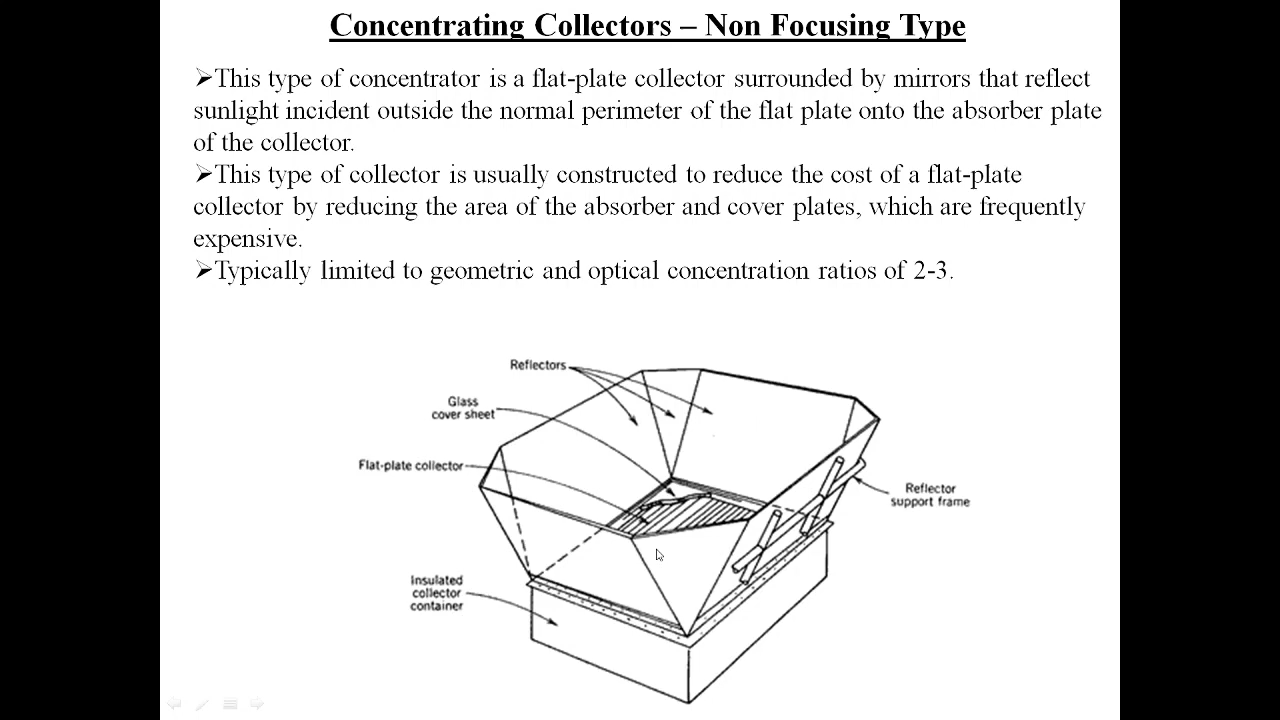 Concentrating Collectors – Non Focusing Type
➢This type of concentrator is a flat-plate collector surrounded by mirrors that reflect
sunlight incident outside the normal perimeter of the flat plate onto the absorber plate
of the collector.
➢This type of collector is usually constructed to reduce the cost of a flat-plate
collector by reducing the area of the absorber and cover plates, which are frequently
expensive.
➢Typically limited to geometric and optical concentration ratios of 2-3.
Reflectors
Glass
cover sheet
Flat-plate collector
Reflector
support frame
Insulated
collector
container